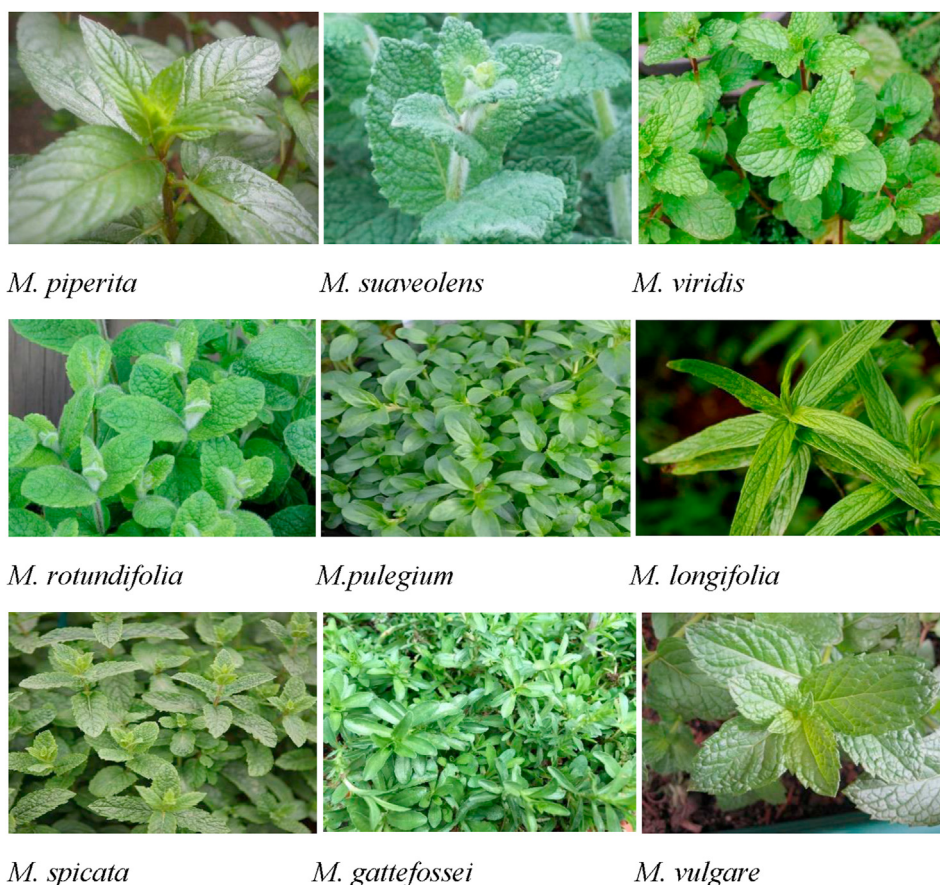 M. piperita
M. suaveolens
M. viridis
M. rotundifolia
M.pulegium
M. longifolia
M. spicata
M. gattefossei
M. vulgare